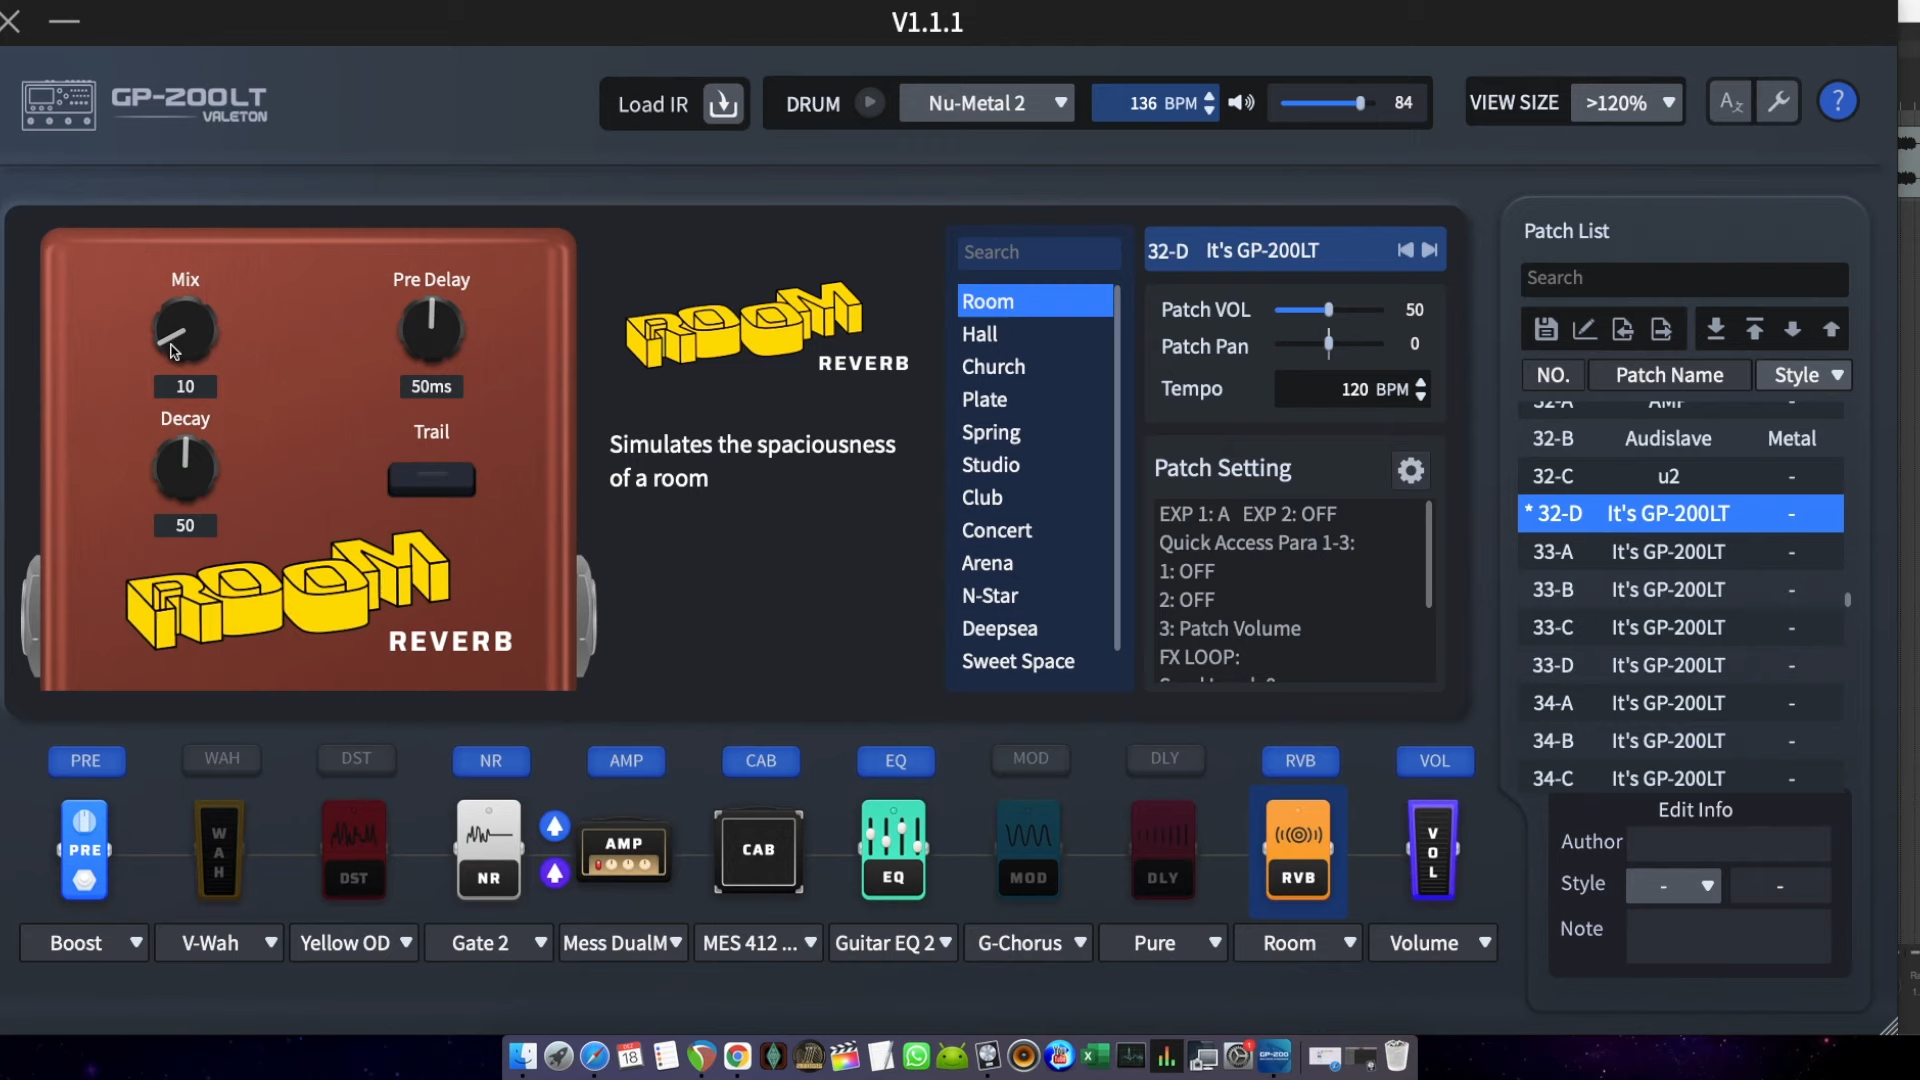 V1.1.1
GP-200LT
VALETON
Load IR
DRUM
Nu-Metal 2
136 BPM
84
VIEW SIZE
>120%
?
Mix
10
Pre Delay
50ms
Decay
50
Trail
ROOM
REVERB
ROOM
REVERB
Simulates the spaciousness
of a room
Search
Room
Hall
Church
Plate
Spring
Studio
Club
Concert
Arena
N-Star
Deepsea
Sweet Space
32-D It's GP-200LT
Patch VOL 50
Patch Pan 0
Tempo 120 BPM
Patch Setting
EXP 1: A EXP 2: OFF
Quick Access Para 1-3:
1: OFF
2: OFF
3: Patch Volume
FX LOOP:
Patch List
Search
NO. Patch Name Style
32-A AMP -
32-B Audislave Metal
32-C u2 -
* 32-D It's GP-200LT -
33-A It's GP-200LT -
33-B It's GP-200LT -
33-C It's GP-200LT -
33-D It's GP-200LT -
34-A It's GP-200LT -
34-B It's GP-200LT -
34-C It's GP-200LT -
Edit Info
Author
Style - -
Note
PRE WAH DST NR AMP CAB EQ MOD DLY RVB VOL
PRE WAH DST NR AMP CAB EQ MOD DLY RVB VOL
Boost V-Wah Yellow OD Gate 2 Mess DualM MES 412 ... Guitar EQ 2 G-Chorus Pure Room Volume
18
GP-200